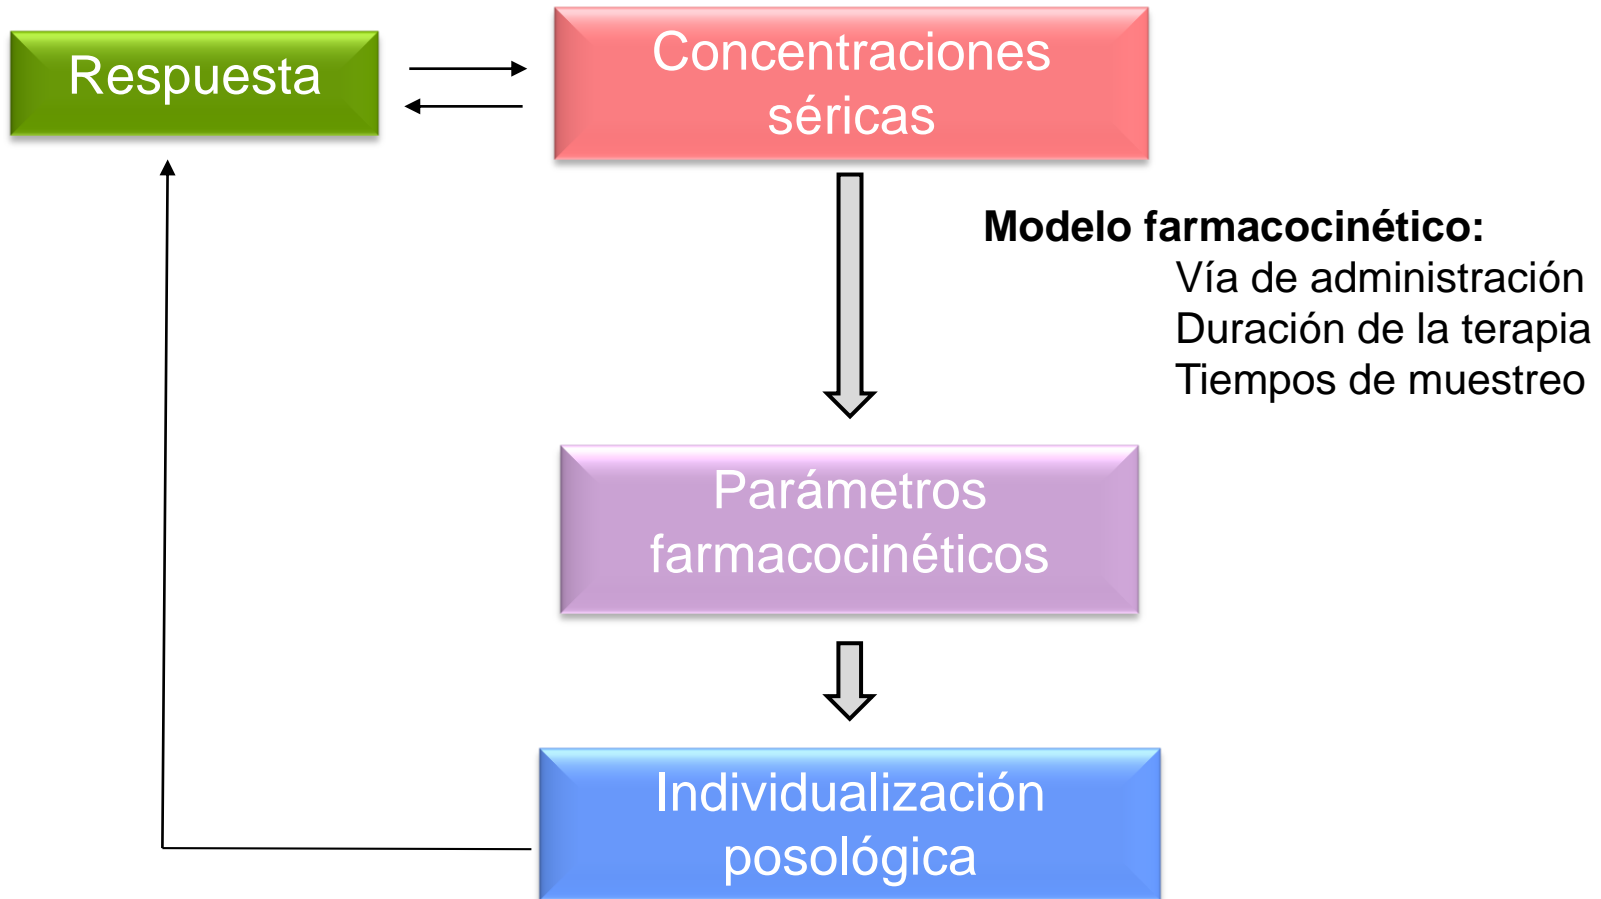 Respuesta
Concentraciones
séricas
Modelo farmacocinético:
Vía de administración
Duración de la terapia
Tiempos de muestreo
Parámetros
farmacocinéticos
Individualización
posológica